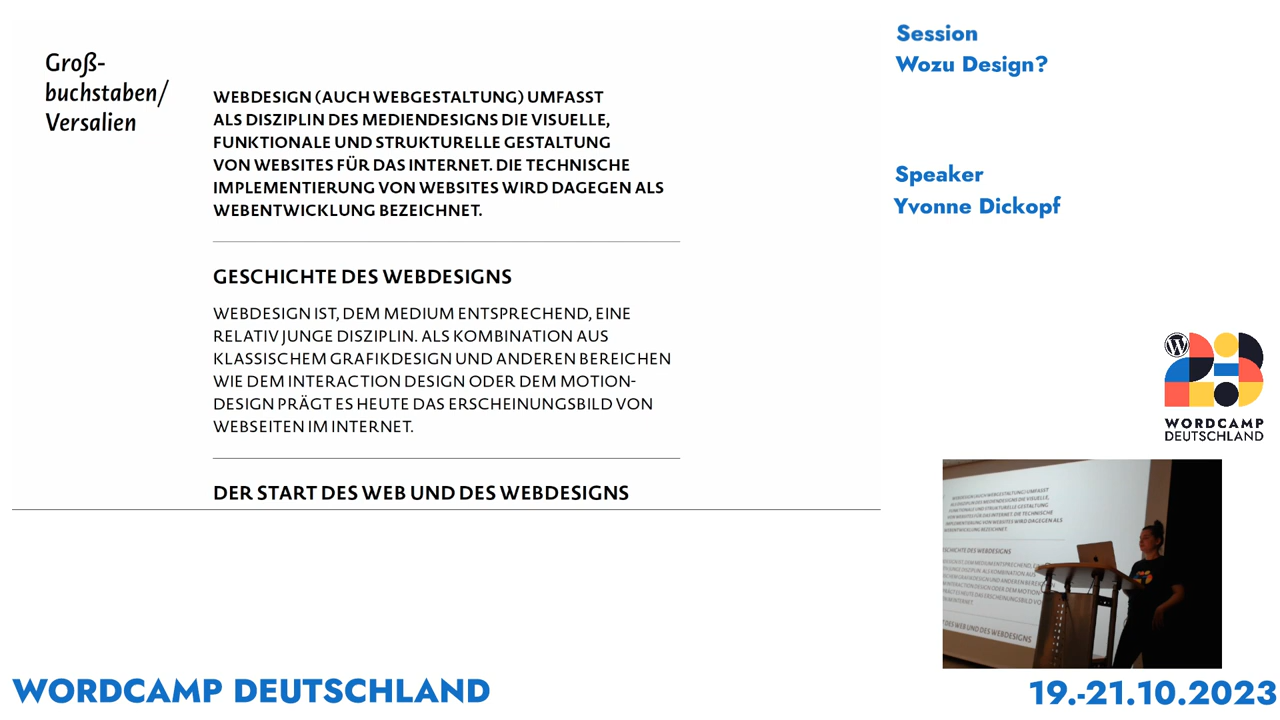 Groß-
buchstaben/
Versalien
WEBDESIGN (AUCH WEBGESTALTUNG) UMFASST
ALS DISZIPLIN DES MEDIENDESIGNS DIE VISUELLE,
FUNKTIONALE UND STRUKTURELLE GESTALTUNG
VON WEBSITES FÜR DAS INTERNET. DIE TECHNISCHE
IMPLEMENTIERUNG VON WEBSITES WIRD DAGEGEN ALS
WEBENTWICKLUNG BEZEICHNET.
GESCHICHTE DES WEBDESIGNS
WEBDESIGN IST, DEM MEDIUM ENTSPRECHEND, EINE
RELATIV JUNGE DISZIPLIN. ALS KOMBINATION AUS
KLASSISCHEM GRAFIKDESIGN UND ANDEREN BEREICHEN
WIE DEM INTERACTION DESIGN ODER DEM MOTION-
DESIGN PRÄGT ES HEUTE DAS ERSCHEINUNGSBILD VON
WEBSEITEN IM INTERNET.
DER START DES WEB UND DES WEBDESIGNS
Session
Wozu Design?
Speaker
Yvonne Dickopf
WORDCAMP
DEUTSCHLAND
WORDCAMP DEUTSCHLAND
19.-21.10.2023